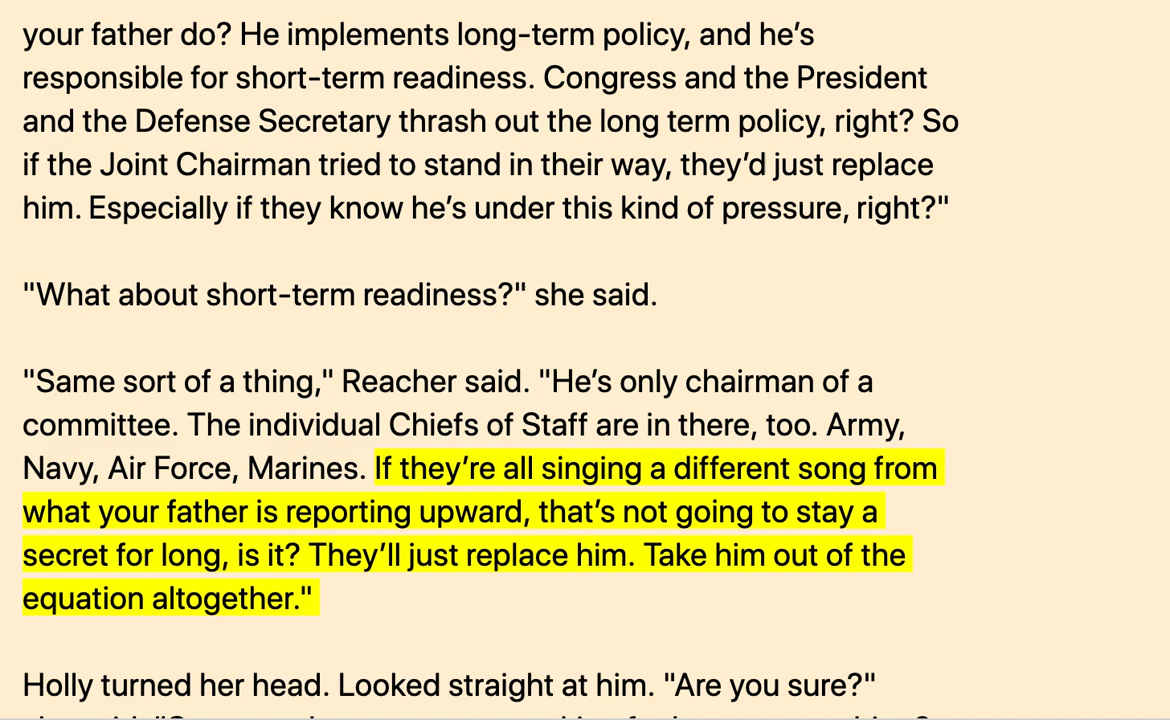 your father do? He implements long-term policy, and he’s
responsible for short-term readiness. Congress and the President
and the Defense Secretary thrash out the long term policy, right? So
if the Joint Chairman tried to stand in their way, they’d just replace
him. Especially if they know he’s under this kind of pressure, right?"
"What about short-term readiness?" she said.
"Same sort of a thing," Reacher said. "He’s only chairman of a
committee. The individual Chiefs of Staff are in there, too. Army,
Navy, Air Force, Marines. If they’re all singing a different song from
what your father is reporting upward, that’s not going to stay a
secret for long, is it? They’ll just replace him. Take him out of the
equation altogether."
Holly turned her head. Looked straight at him. "Are you sure?"